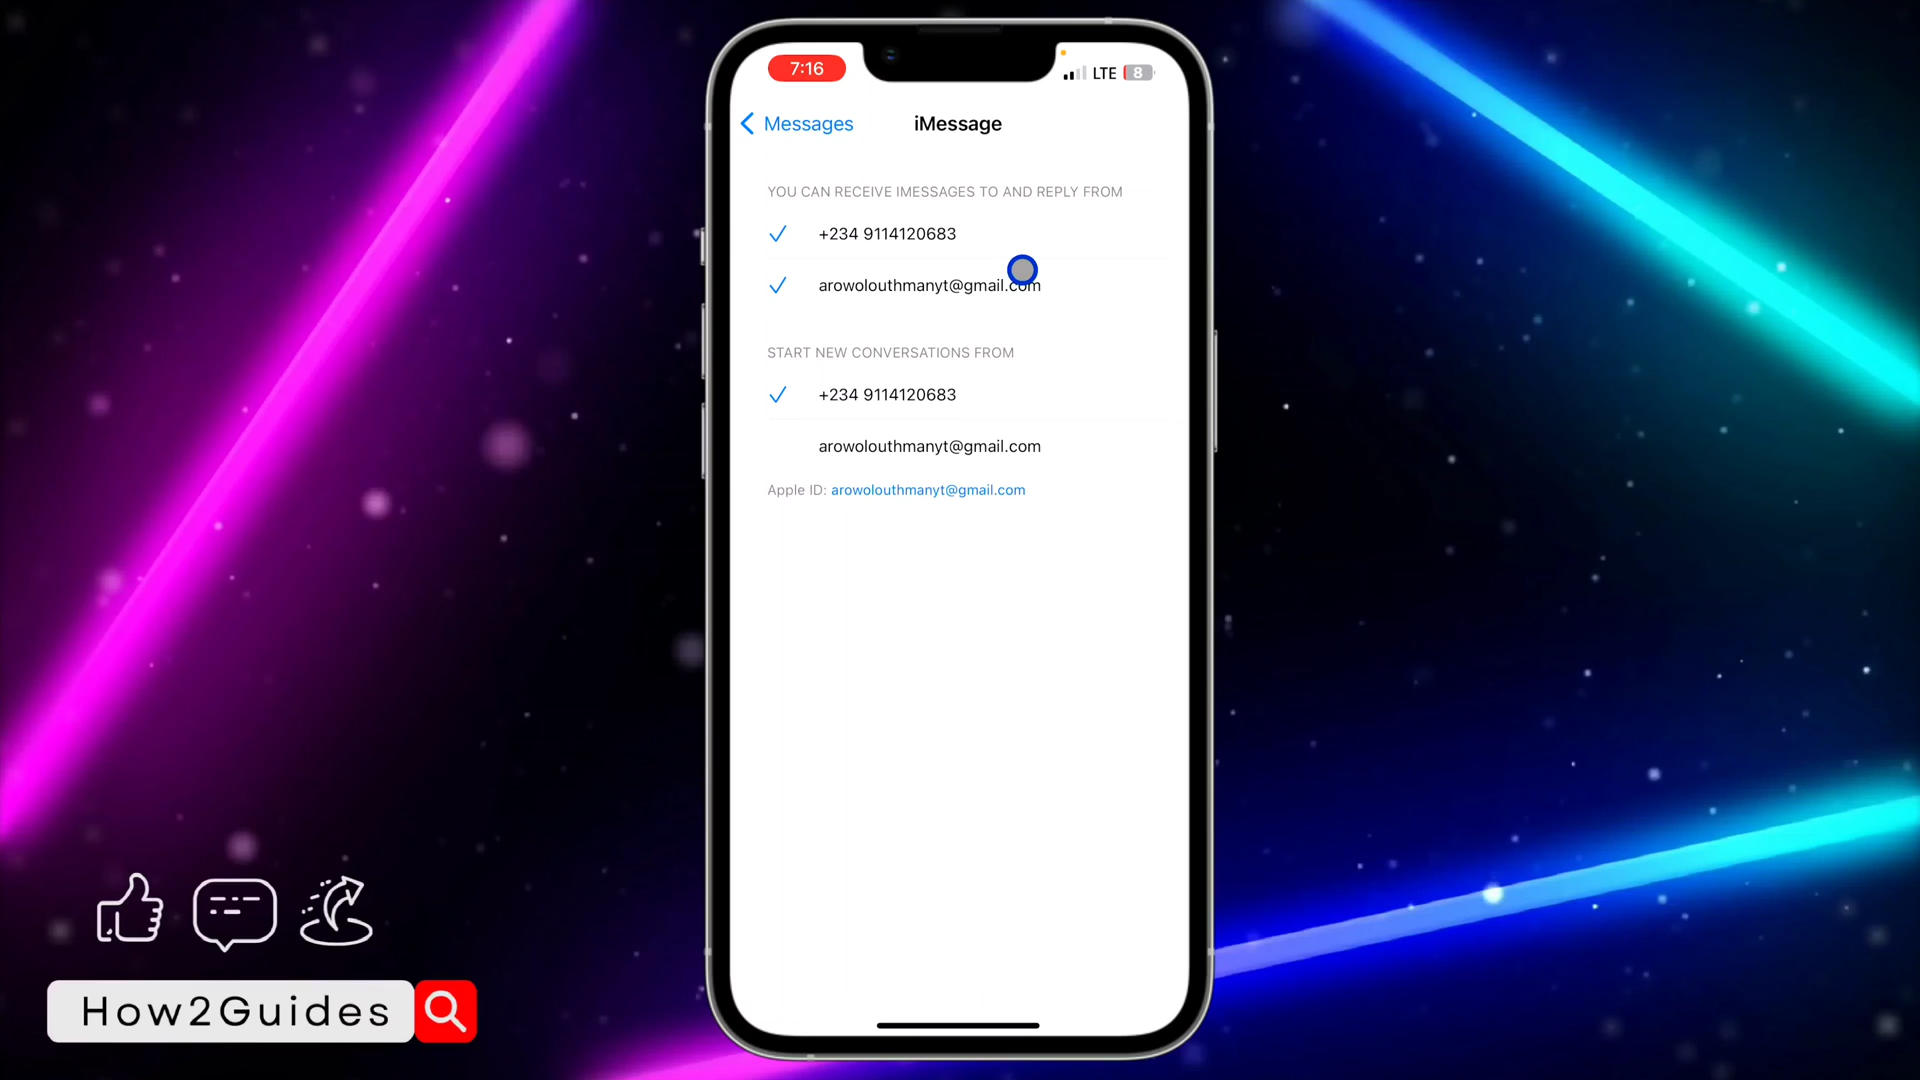 7:16
LTE 8
Messages
iMessage
YOU CAN RECEIVE IMESSAGES TO AND REPLY FROM
+234 9114120683
arowolouthmanyt@gmail.com
START NEW CONVERSATIONS FROM
+234 9114120683
arowolouthmanyt@gmail.com
Apple ID: arowolouthmanyt@gmail.com
How2Guides